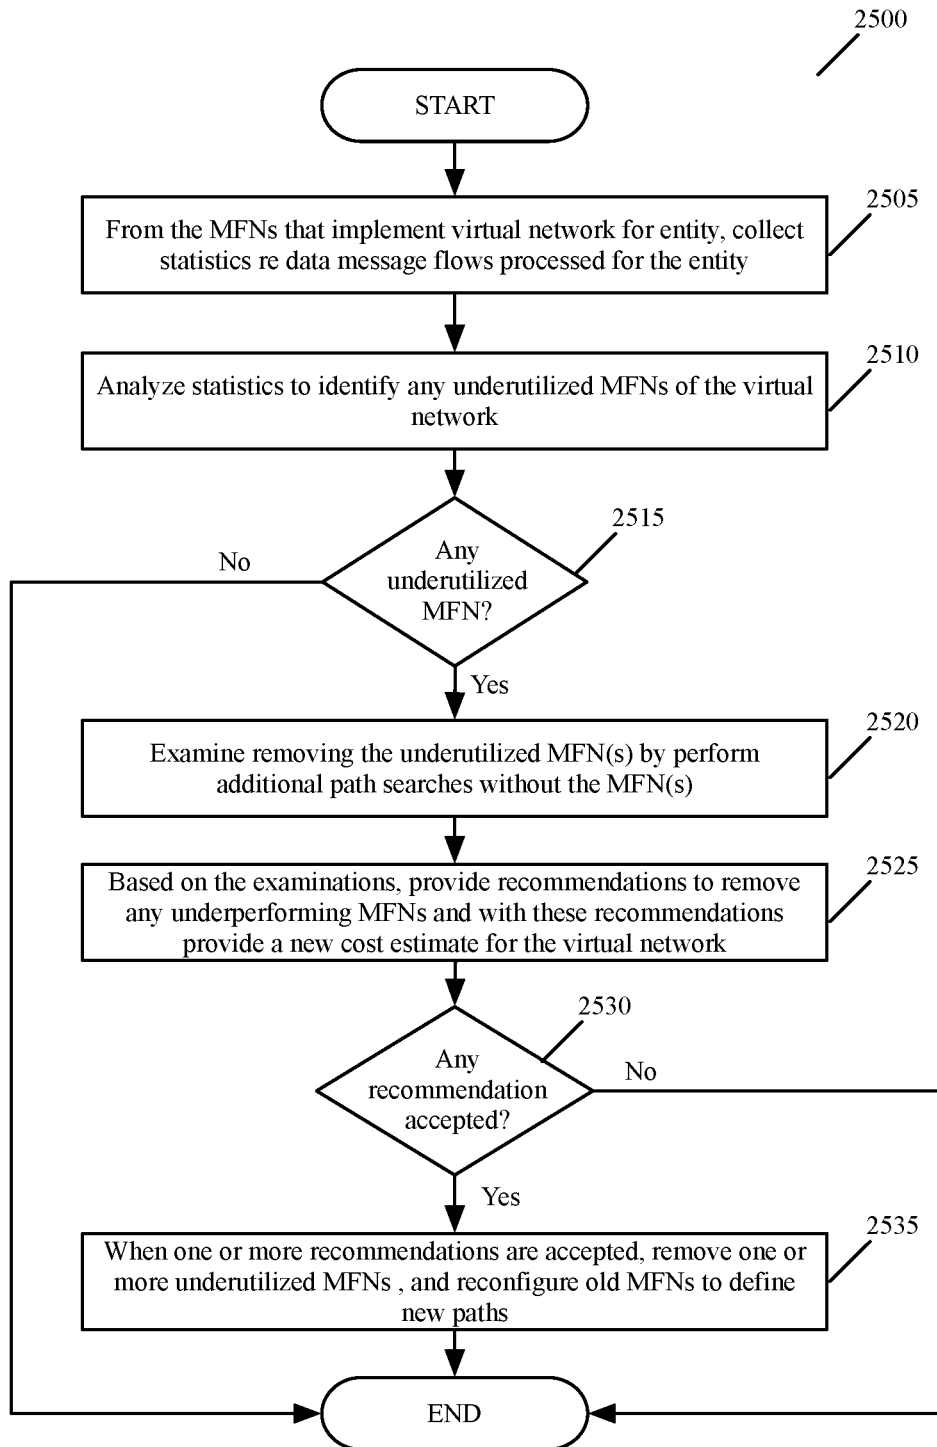 2500
START
2505
From the MFNs that implement virtual network for entity, collect
statistics re data message flows processed for the entity
2510
Analyze statistics to identify any underutilized MFNs of the virtual
network
2515
Any
underutilized
MFN?
No
Yes
2520
Examine removing the underutilized MFN(s) by perform
additional path searches without the MFN(s)
2525
Based on the examinations, provide recommendations to remove
any underperforming MFNs and with these recommendations
provide a new cost estimate for the virtual network
2530
Any
recommendation
accepted?
No
Yes
2535
When one or more recommendations are accepted, remove one or
more underutilized MFNs , and reconfigure old MFNs to define
new paths
END